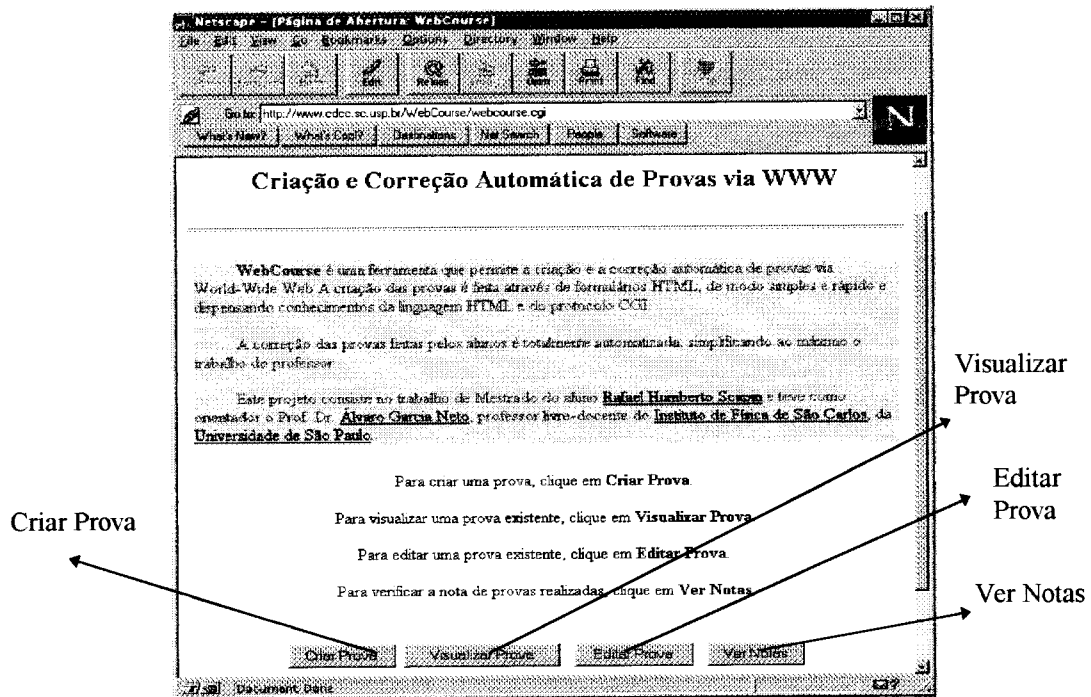 Netscape - [Página de Abertura: WebCourse]
File Edit View Go Bookmarks Options Directory Window Help
Edit Reload Open Print Find
Go to: http://www.cdcc.sc.usp.br/WebCourse/webcourse.cgi
What's New? What's Cool? Destinations Net Search People Software
Criação e Correção Automática de Provas via WWW
WebCourse é uma ferramenta que permite a criação e a correção automática de provas via
World-Wide Web. A criação das provas é feita através de formulários HTML, de modo simples e rápido e
dispensando conhecimentos da linguagem HTML e do protocolo CGI.
A correção das provas feitas pelos alunos é totalmente automatizada, simplificando ao máximo o
trabalho do professor.
Este projeto consiste no trabalho de Mestrado do aluno Rafael Humberto e teve como
orientador o Prof. Dr. Álvaro Garcia Neto, professor livre-docente do Instituto de Física de São Carlos, da
Universidade de São Paulo.
Para criar uma prova, clique em Criar Prova.
Para visualizar uma prova existente, clique em Visualizar Prova.
Para editar uma prova existente, clique em Editar Prova.
Para verificar a nota de provas realizadas, clique em Ver Notas.
Criar Prova Visualizar Prova Editar Prova Ver Notas
Document: Done
Criar Prova
Visualizar
Prova
Editar
Prova
Ver Notas